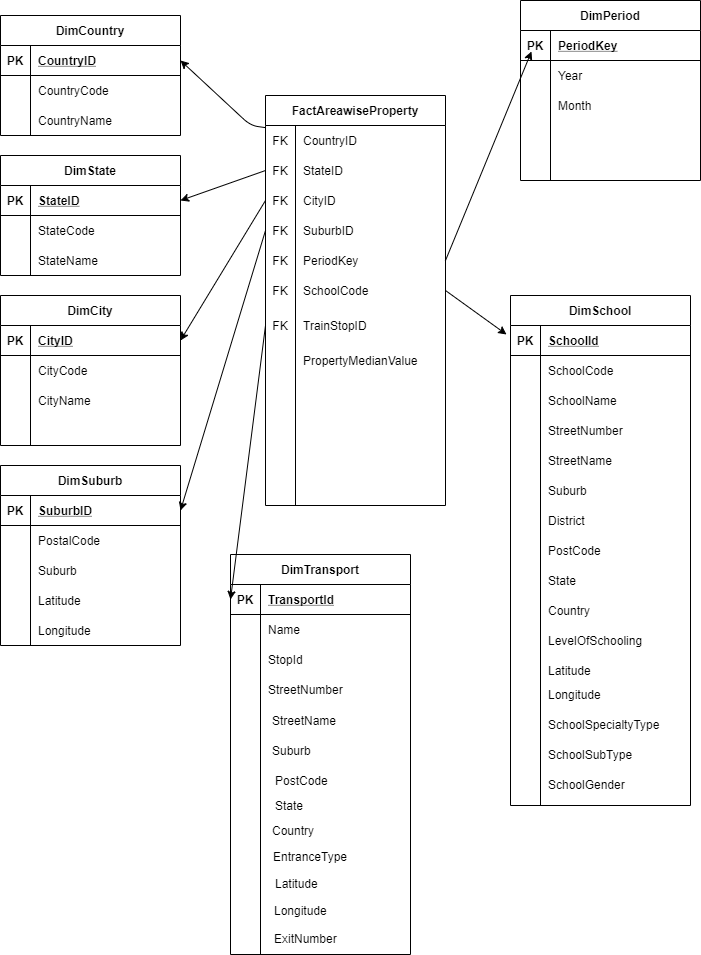 DimCountry
PK CountryID
CountryCode
CountryName
DimState
PK StateID
StateCode
StateName
DimCity
PK CityID
CityCode
CityName
DimSuburb
PK SuburbID
PostalCode
Suburb
Latitude
Longitude
FactAreawiseProperty
FK CountryID
FK StateID
FK CityID
FK SuburbID
FK PeriodKey
FK SchoolCode
FK TrainStopID
PropertyMedianValue
DimTransport
PK TransportId
Name
StopId
StreetNumber
StreetName
Suburb
PostCode
State
Country
EntranceType
Latitude
Longitude
ExitNumber
DimPeriod
PK PeriodKey
Year
Month
DimSchool
PK SchoolId
SchoolCode
SchoolName
StreetNumber
StreetName
Suburb
District
PostCode
State
Country
LevelOfSchooling
Latitude
Longitude
SchoolSpecialtyType
SchoolSubType
SchoolGender